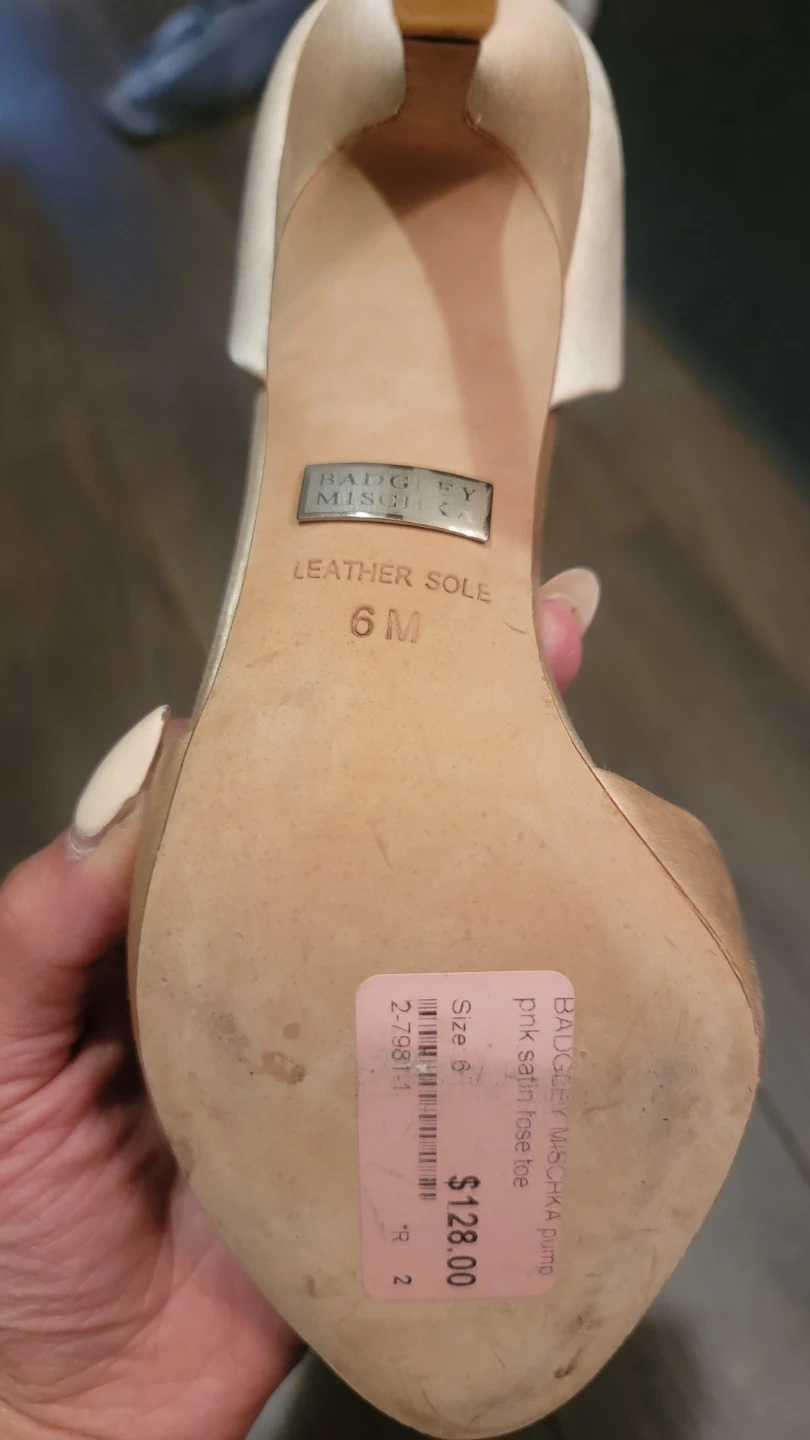 BADGLEY
MISCHKA
LEATHER SOLE
6 M
BADGLEY MISCHKA pump
pnk satin rose toe
Size: 6 $128.00
2-7981-1 *R 2